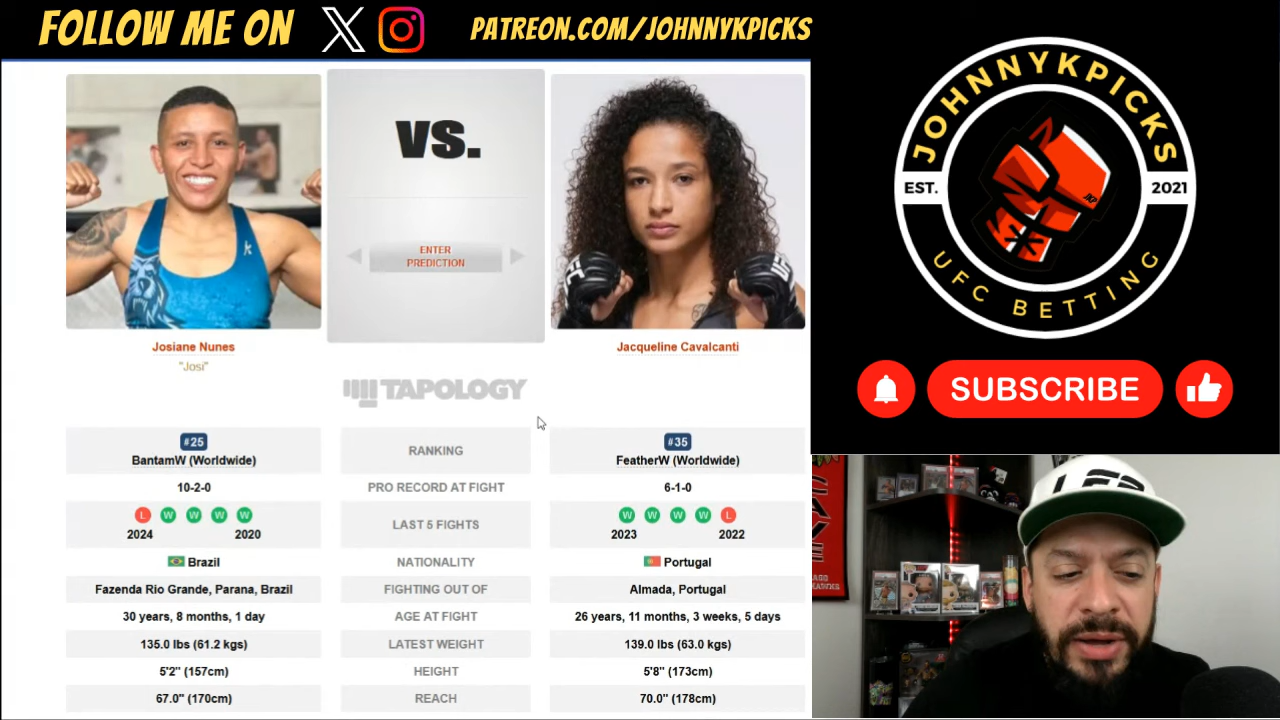 FOLLOW ME ON
PATREON.COM/JOHNNYKPICKS
VS.
ENTER
PREDICTION
Josiane Nunes
"Josi"
Jacqueline Cavalcanti
TAPOLOGY
#25
BantamW (Worldwide)
RANKING
#35
FeatherW (Worldwide)
10-2-0
PRO RECORD AT FIGHT
6-1-0
L W W W W
2024 2020
LAST 5 FIGHTS
W W W W L
2023 2022
Brazil
NATIONALITY
Portugal
Fazenda Rio Grande, Parana, Brazil
FIGHTING OUT OF
Almada, Portugal
30 years, 8 months, 1 day
AGE AT FIGHT
26 years, 11 months, 3 weeks, 5 days
135.0 lbs (61.2 kgs)
LATEST WEIGHT
139.0 lbs (63.0 kgs)
5'2" (157cm)
HEIGHT
5'8" (173cm)
67.0" (170cm)
REACH
70.0" (178cm)
JOHNNYKPICKS
EST. 2021
JKP
UFC BETTING
SUBSCRIBE